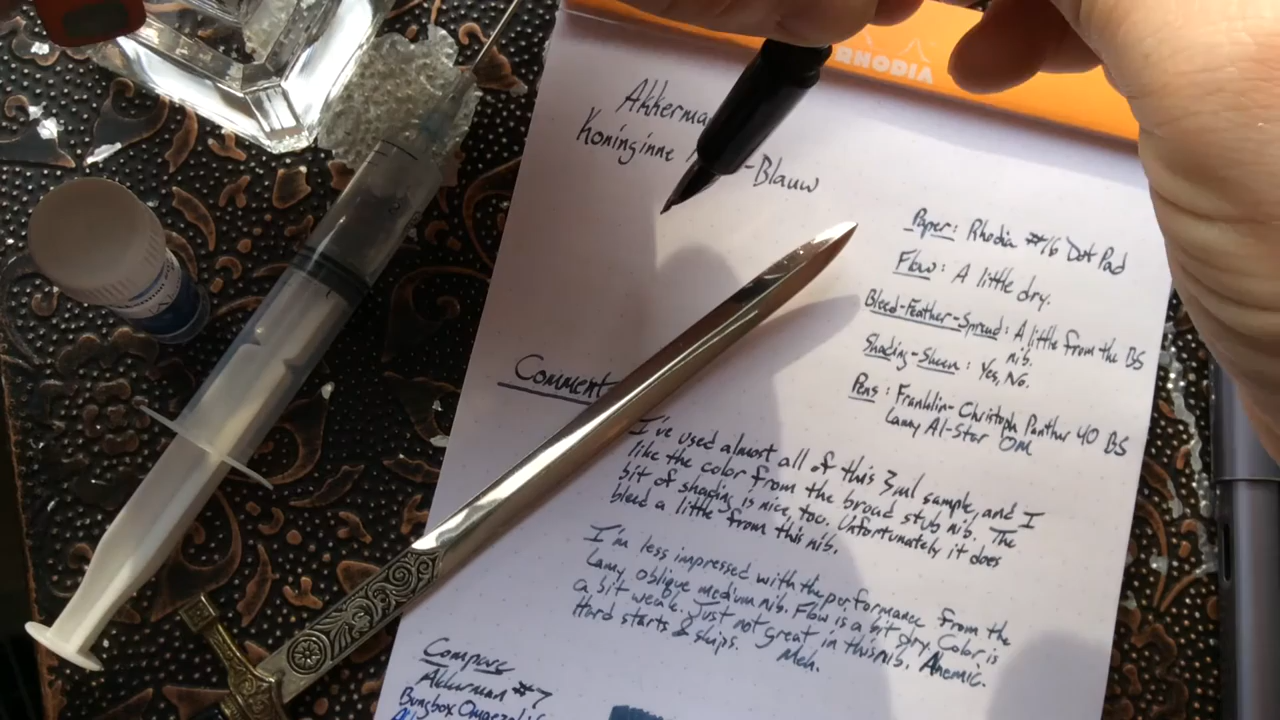 RHODIA
Akkerma
Koninginne -Blauw
Paper: Rhodia #16 Dot Pad
Flow: A little dry.
Bleed-Feather-Spread: A little from the BS
nib.
Shading-Sheen: Yes, No.
Pens: Franklin-Christoph Panther 40 BS
Lamy Al-Star OM
Comment
I've used almost all of this 3ml sample, and I
like the color from the broad stub nib. The
bit of shading is nice, too. Unfortunately it does
bleed a little from this nib.
I'm less impressed with the performance from the
Lamy oblique medium nib. Flow is a bit dry. Color is
a bit weak. Just not great in this nib. Anemic.
Hard starts & skips. Meh.
Compare
Akkerman #7
Bungbox